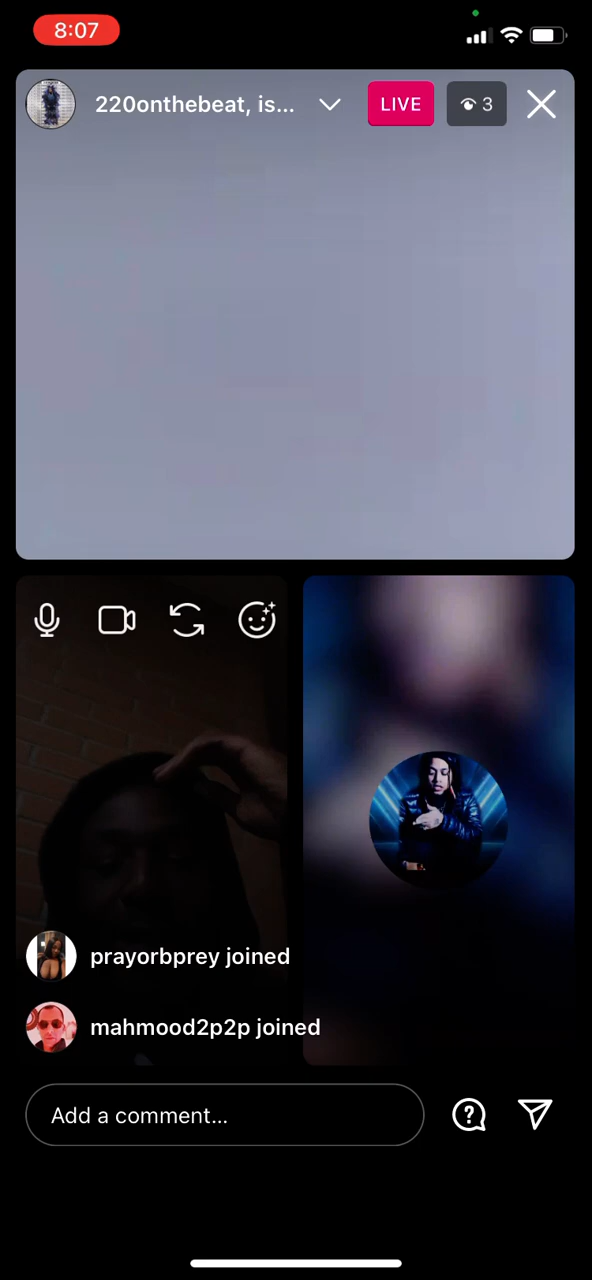 8:07
220onthebeat, is...
LIVE
3
prayorbprey joined
mahmood2p2p joined
Add a comment...